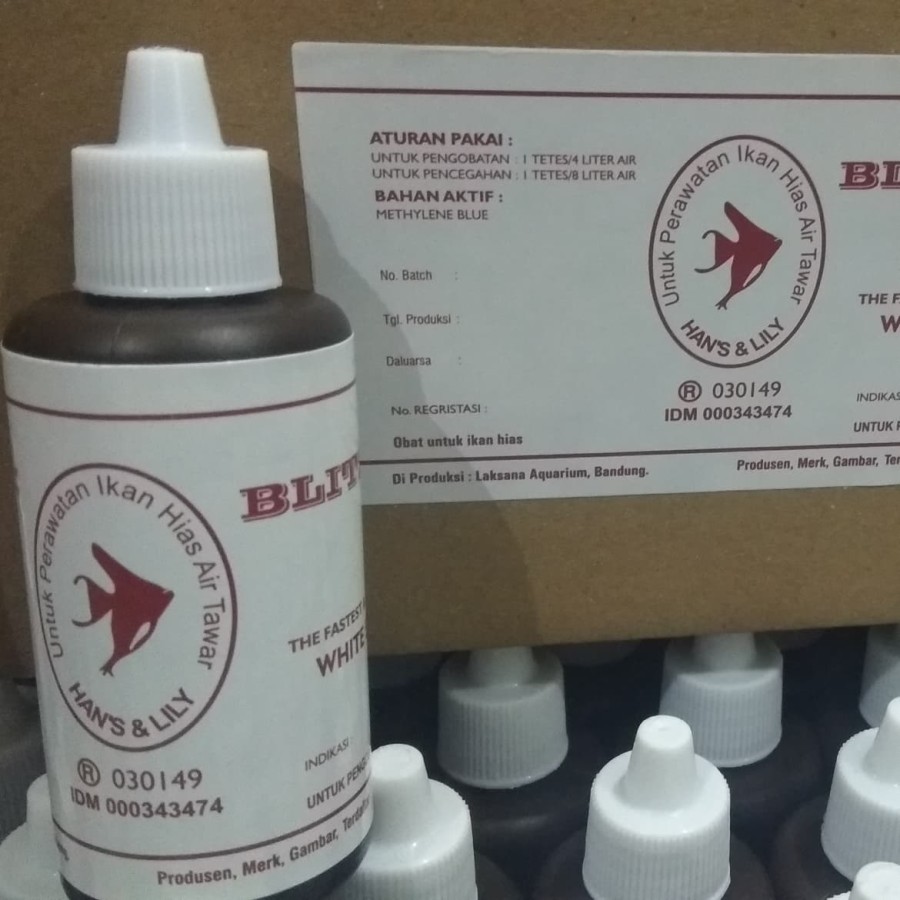 ATURAN PAKAI :
UNTUK PENGOBATAN : 1 TETES/4 LITER AIR
UNTUK PENCEGAHAN : 1 TETES/8 LITER AIR
BAHAN AKTIF :
METHYLENE BLUE
No. Batch :
Tgl. Produksi :
Daluarsa :
No. REGRISTASI :
Obat untuk ikan hias
Di Produksi : Laksana Aquarium, Bandung.
Untuk Perawatan Ikan Hias Air Tawar
HAN'S & LILY
® 030149
IDM 000343474
THE
UNTUK
Produsen, Merk, Gambar,
Untuk Perawatan Ikan Hias Air Tawar
HAN'S & LILY
® 030149
IDM 000343474
BLIT
THE FASTEST
WHITE
INDIKASI :
UNTUK
Produsen, Merk, Gambar,